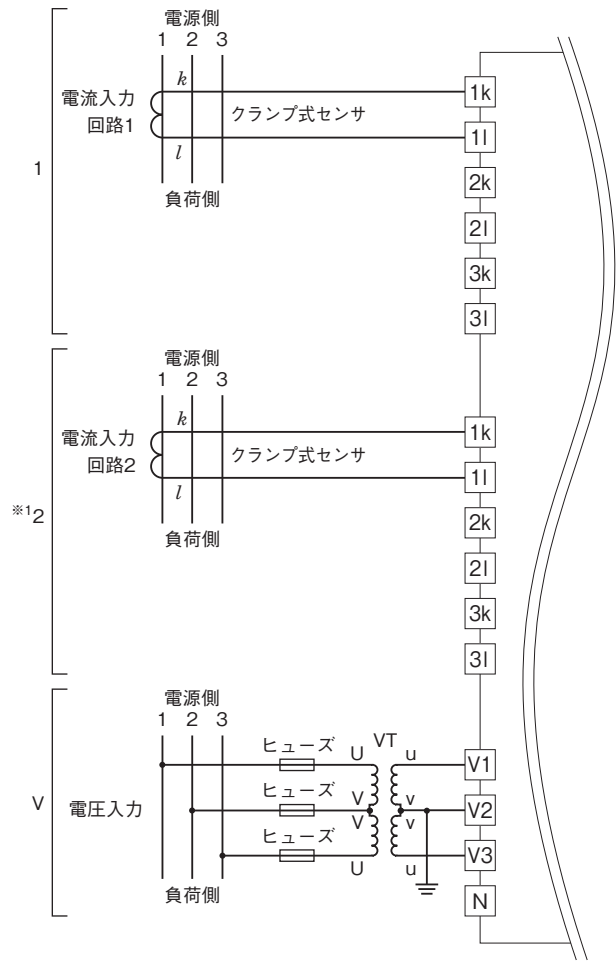 電源側
1 2 3
k
電流入力
回路1
クランプ式センサ
l
負荷側
1
1k
1l
2k
2l
3k
3l
電源側
1 2 3
k
電流入力
回路2
クランプ式センサ
l
負荷側
※12
1k
1l
2k
2l
3k
3l
電源側
1 2 3
ヒューズ U VT u V1
ヒューズ V v V2
V 電圧入力 V v
ヒューズ U u V3
負荷側
N